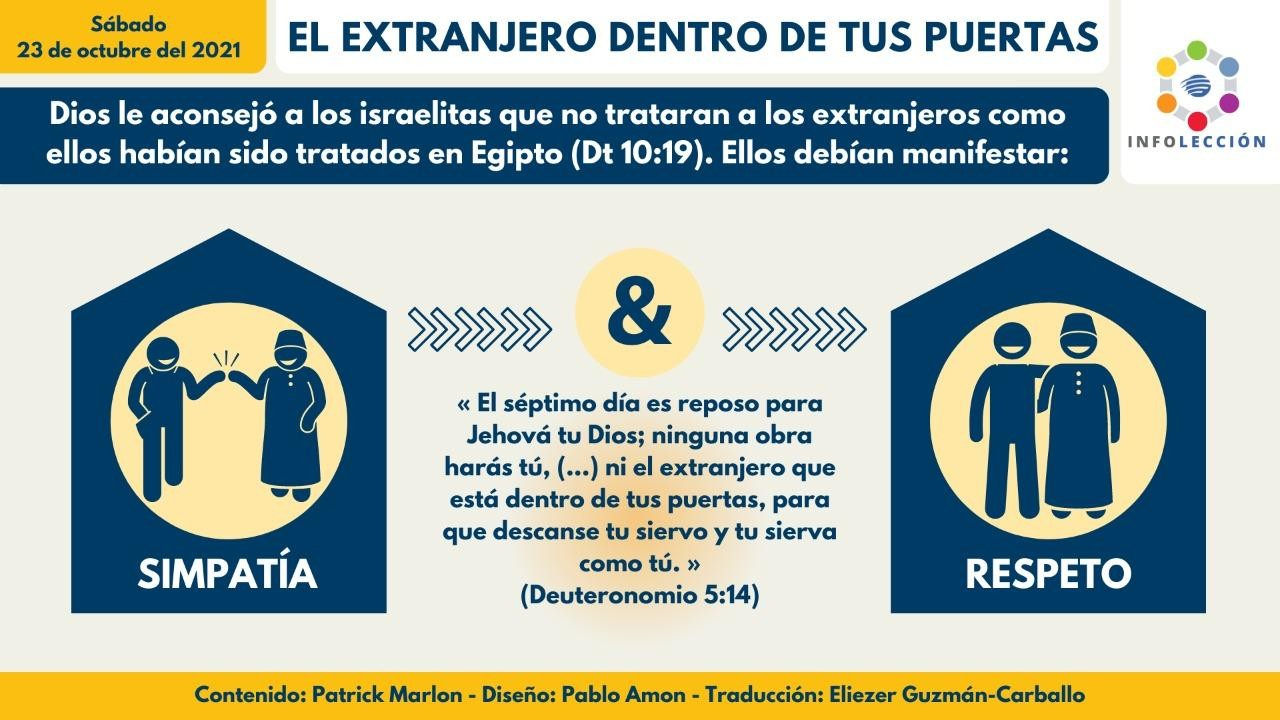 Sábado
23 de octubre del 2021
EL EXTRANJERO DENTRO DE TUS PUERTAS
INFOLECCIÓN
Dios le aconsejó a los israelitas que no trataran a los extranjeros como
ellos habían sido tratados en Egipto (Dt 10:19). Ellos debían manifestar:
&
« El séptimo día es reposo para
Jehová tu Dios; ninguna obra
harás tú, (...) ni el extranjero que
está dentro de tus puertas, para
que descanse tu siervo y tu sierva
como tú. »
(Deuteronomio 5:14)
SIMPATÍA
RESPETO
Contenido: Patrick Marlon - Diseño: Pablo Amon - Traducción: Eliezer Guzmán-Carballo